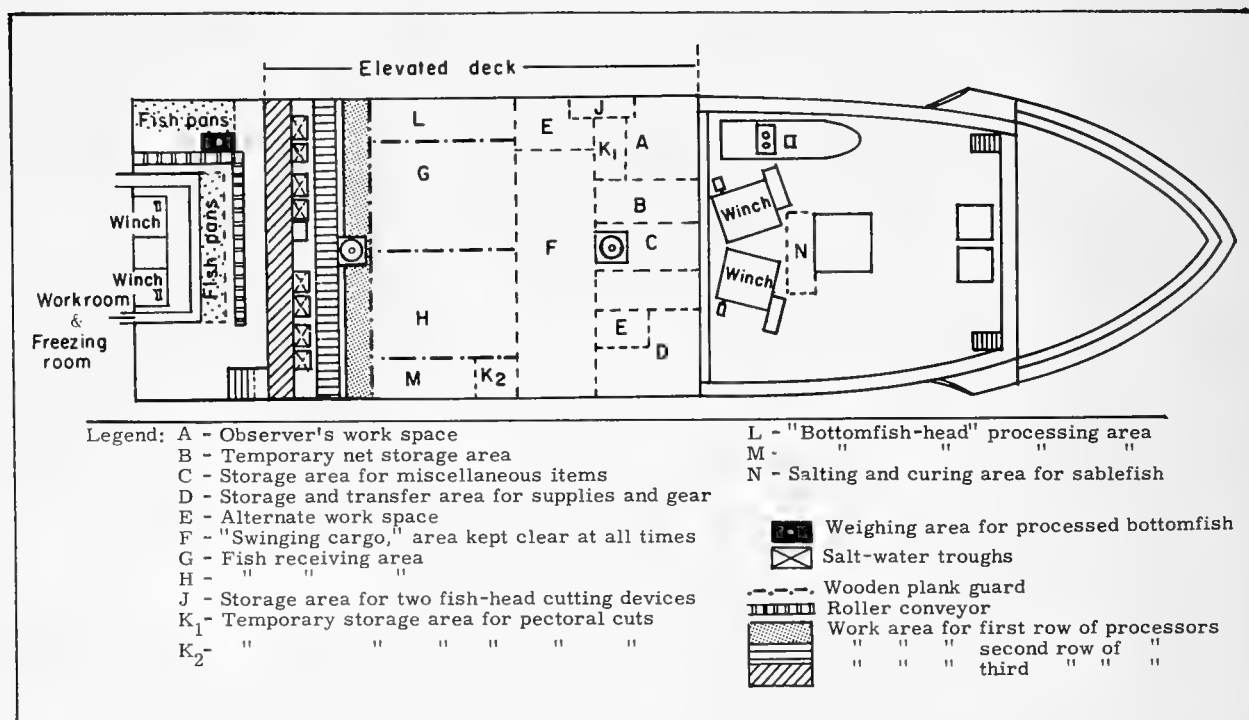 Elevated deck
Fish pans
L
E
J
K1
A
G
B
Winch
Fish pans
Winch
F
C
N
Winch
Winch
Workroom
&
Freezing
room
H
E
D
M
K2
Legend: A - Observer's work space
B - Temporary net storage area
C - Storage area for miscellaneous items
D - Storage and transfer area for supplies and gear
E - Alternate work space
F - "Swinging cargo," area kept clear at all times
G - Fish receiving area
H - " " "
J - Storage area for two fish-head cutting devices
K1- Temporary storage area for pectoral cuts
K2- " " " " " "
L - "Bottomfish-head" processing area
M - " " "
N - Salting and curing area for sablefish
Weighing area for processed bottomfish
Salt-water troughs
Wooden plank guard
Roller conveyor
Work area for first row of processors
" " " second row of "
" " " third " " "